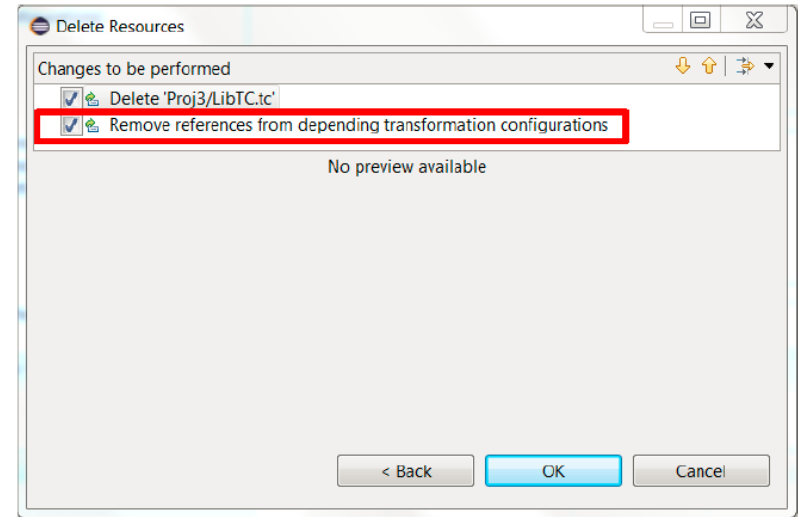 Delete Resources
Changes to be performed
Delete 'Proj3/LibTC.tc'
Remove references from depending transformation configurations
No preview available
< Back
OK
Cancel